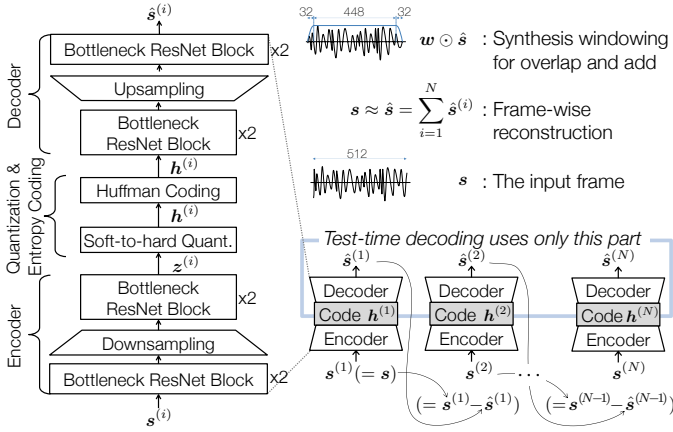 ŝ⁽ⁱ⁾
Bottleneck ResNet Block x2
Upsampling
Bottleneck
ResNet Block x2
h⁽ⁱ⁾
Huffman Coding
h⁽ⁱ⁾
Soft-to-hard Quant.
z⁽ⁱ⁾
Bottleneck
ResNet Block x2
Downsampling
Bottleneck ResNet Block x2
s⁽ⁱ⁾
Decoder
Quantization &
Entropy Coding
Encoder
32 448 32
w ⊙ ŝ : Synthesis windowing
for overlap and add
s ≈ ŝ = ∑ᵢ₌₁ᴺ ŝ⁽ⁱ⁾ : Frame-wise
reconstruction
512
s : The input frame
Test-time decoding uses only this part
ŝ⁽¹⁾ ŝ⁽²⁾ ŝ⁽ᴺ⁾
Decoder Decoder Decoder
Code h⁽¹⁾ Code h⁽²⁾ Code h⁽ᴺ⁾
Encoder Encoder Encoder
s⁽¹⁾(= s) s⁽²⁾ ⋯ s⁽ᴺ⁾
(= s⁽¹⁾−ŝ⁽¹⁾) (= s⁽ᴺ⁻¹⁾−ŝ⁽ᴺ⁻¹⁾)